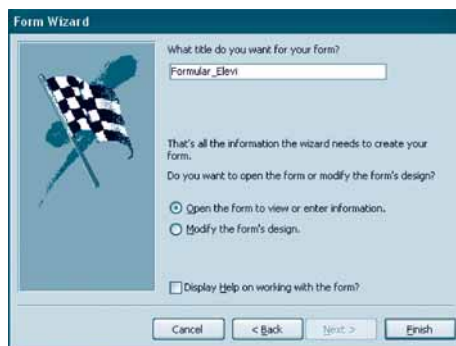 Form Wizard
What title do you want for your form?
Formular_Elevi
That's all the information the wizard needs to create your
form.
Do you want to open the form or modify the form's design?
Open the form to view or enter information.
Modify the form's design.
Display Help on working with the form?
Cancel
< Back
Next >
Finish